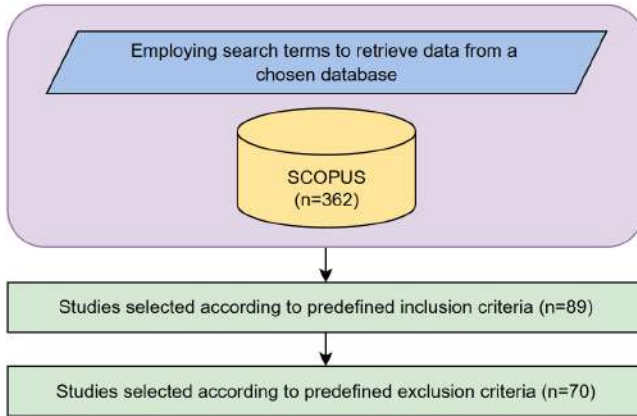 Employing search terms to retrieve data from a
chosen database
SCOPUS
(n=362)
Studies selected according to predefined inclusion criteria (n=89)
Studies selected according to predefined exclusion criteria (n=70)